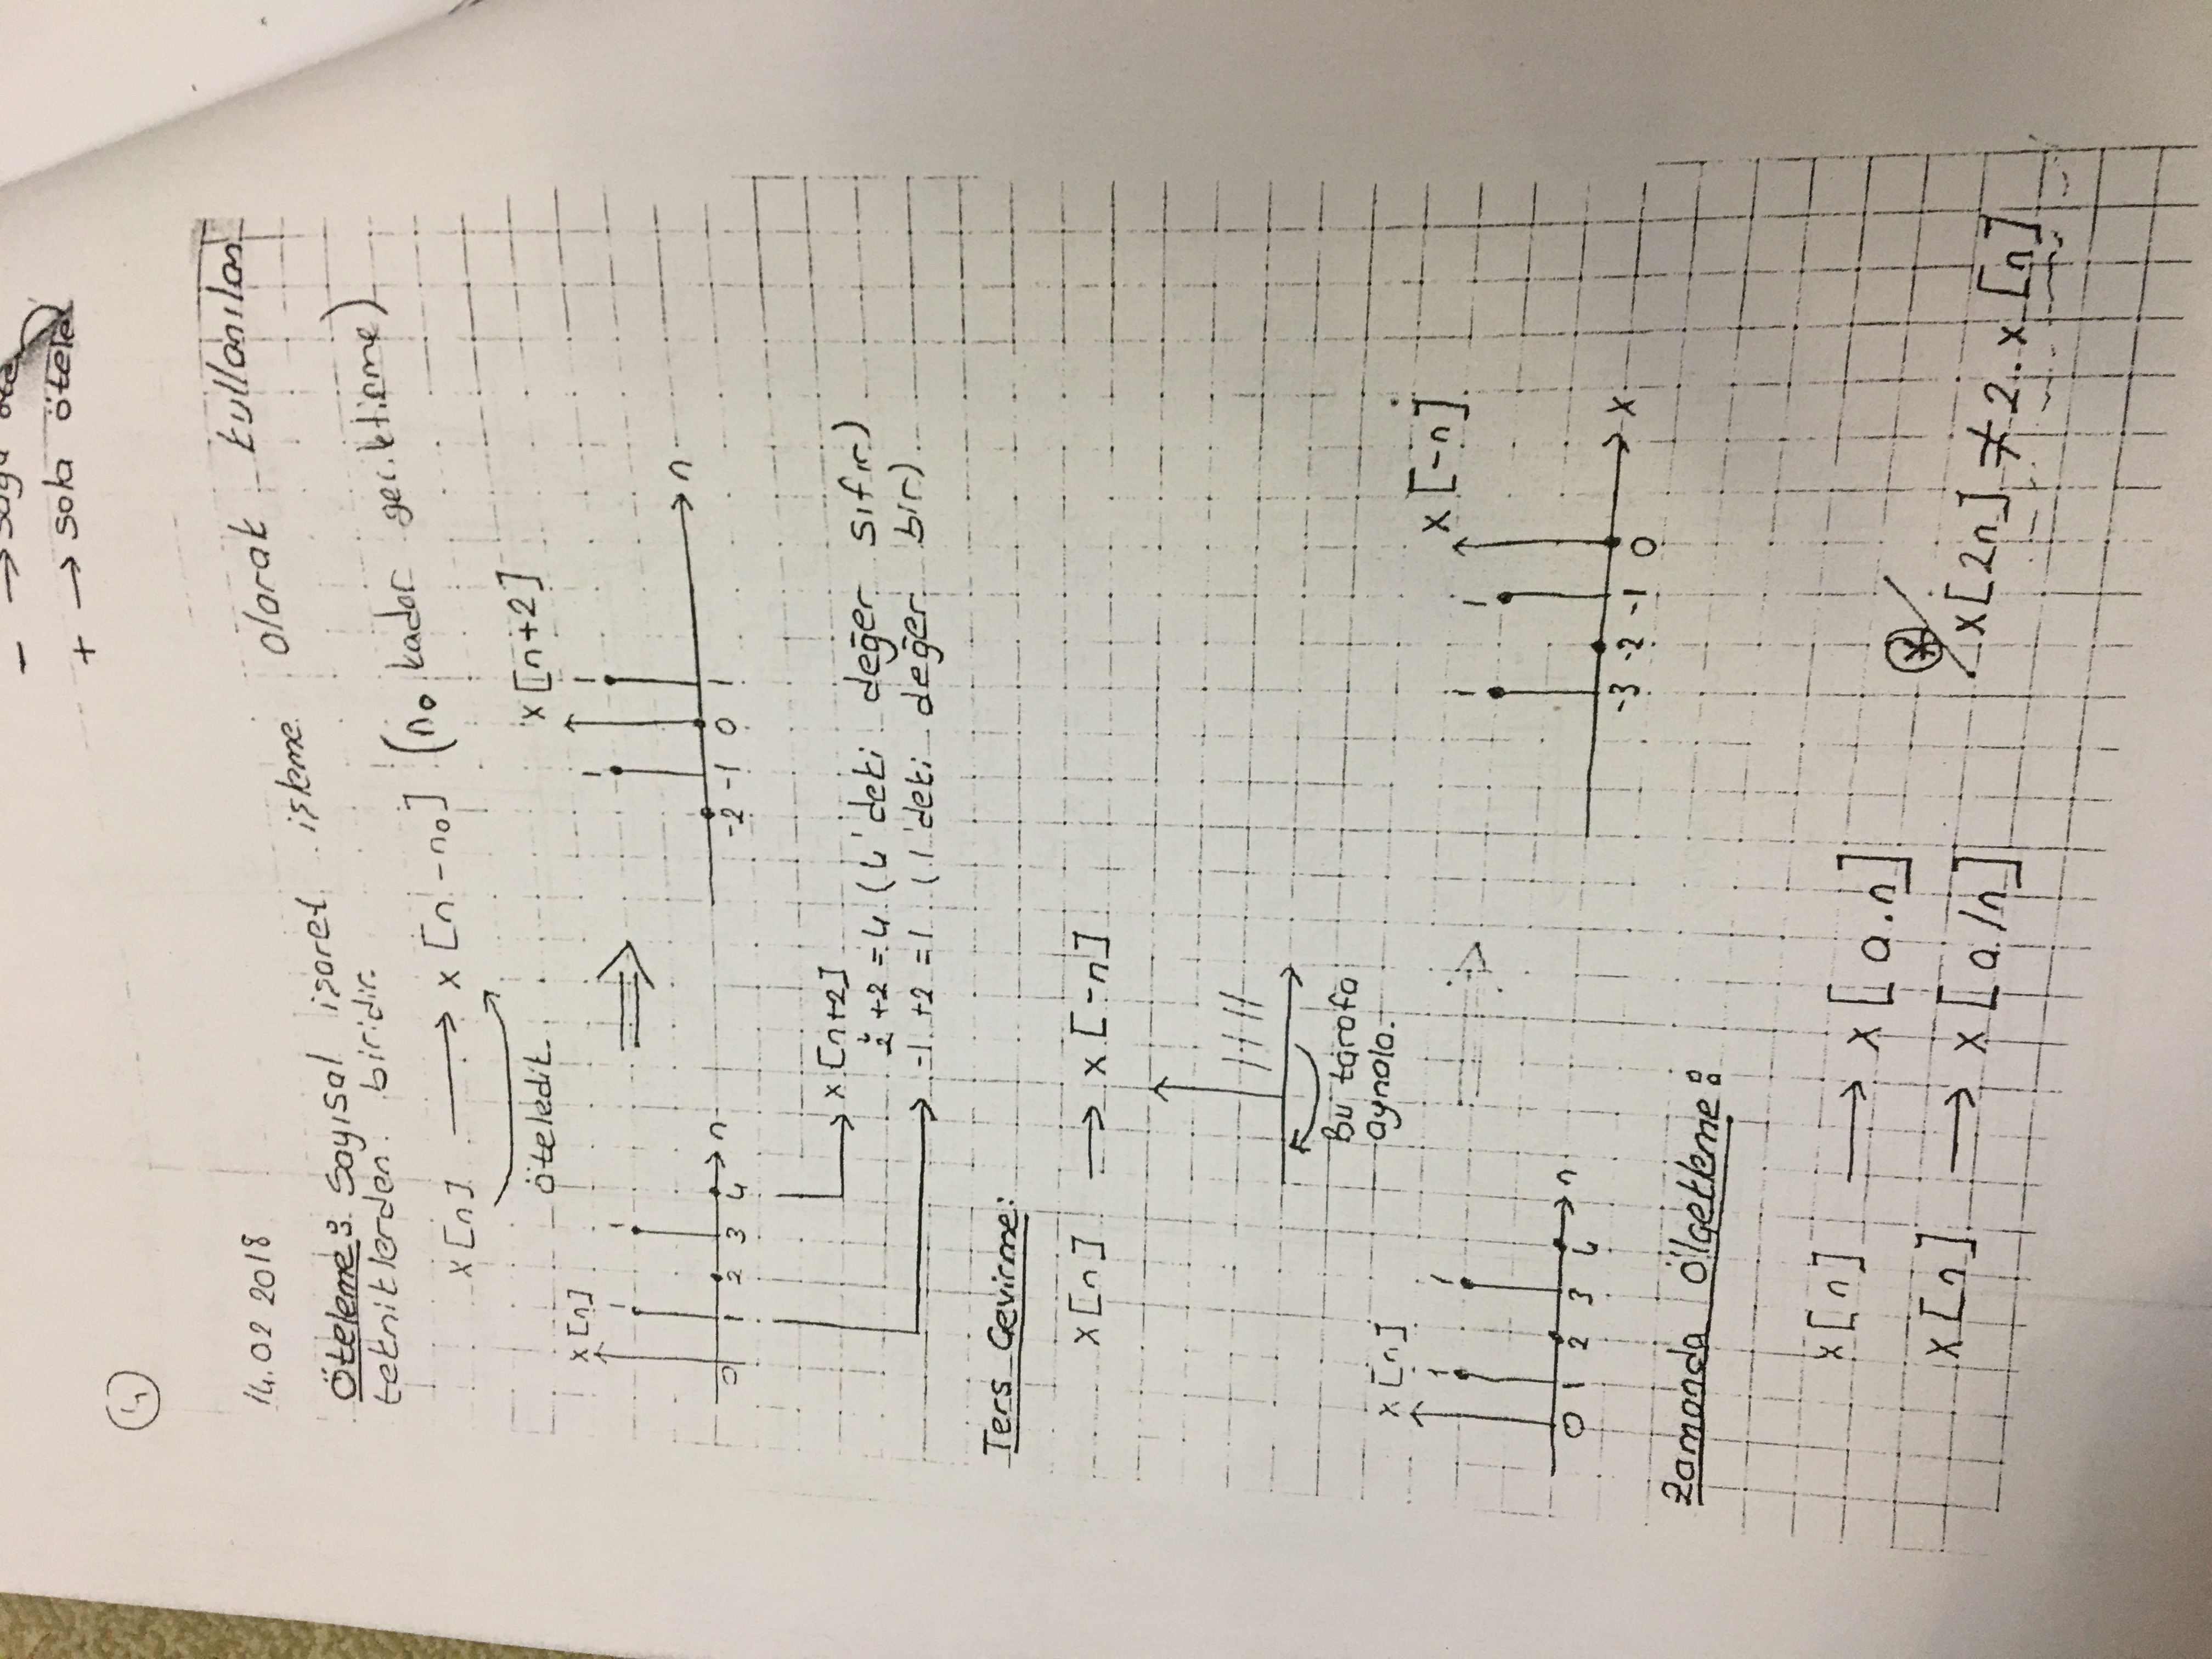 - → sağa
+ → sola ötele
4
14.02 2018
Öteleme: Sayısal işaret işleme olarak kullanılan
tekniklerden biridir.
x[n] → x[n-n₀] (n₀ kadar geciktirme)
öteledik.
x[n]
1 1
0 1 2 3 4 n
⇒
x[n+2]
1 1
-2 -1 0 1 n
→ x[n+2]
2+2=4 (4'deki değer sıfır)
→ -1+2=1 (1'deki değer bir)
Ters Çevirme:
x[n] ⇒ x[-n]
Bu tarafa
aynala.
x[n]
1 1
0 1 2 3 4 n
⇒
x[-n]
1 1
-3 -2 -1 0 x
Zamanda Ölçekleme:
x[n] → x[a.n]
x[n] → x[a/n]
* x[2n] ≠ 2.x[n]